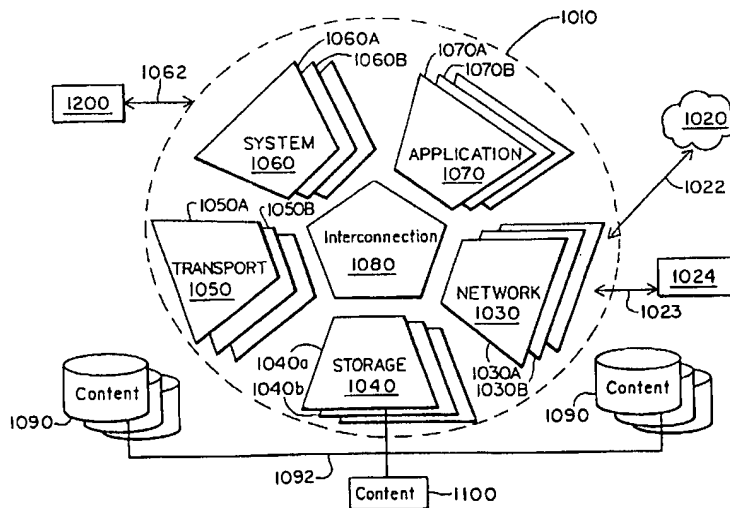 1060A
1060B
1070A
1070B
1010
1062
1200
1020
SYSTEM
1060
APPLICATION
1070
1022
1050A
1050B
Interconnection
1080
TRANSPORT
1050
NETWORK
1030
1024
1023
1040a
1040b
STORAGE
1040
1030A
1030B
Content
1090
Content
1090
1092
Content
1100